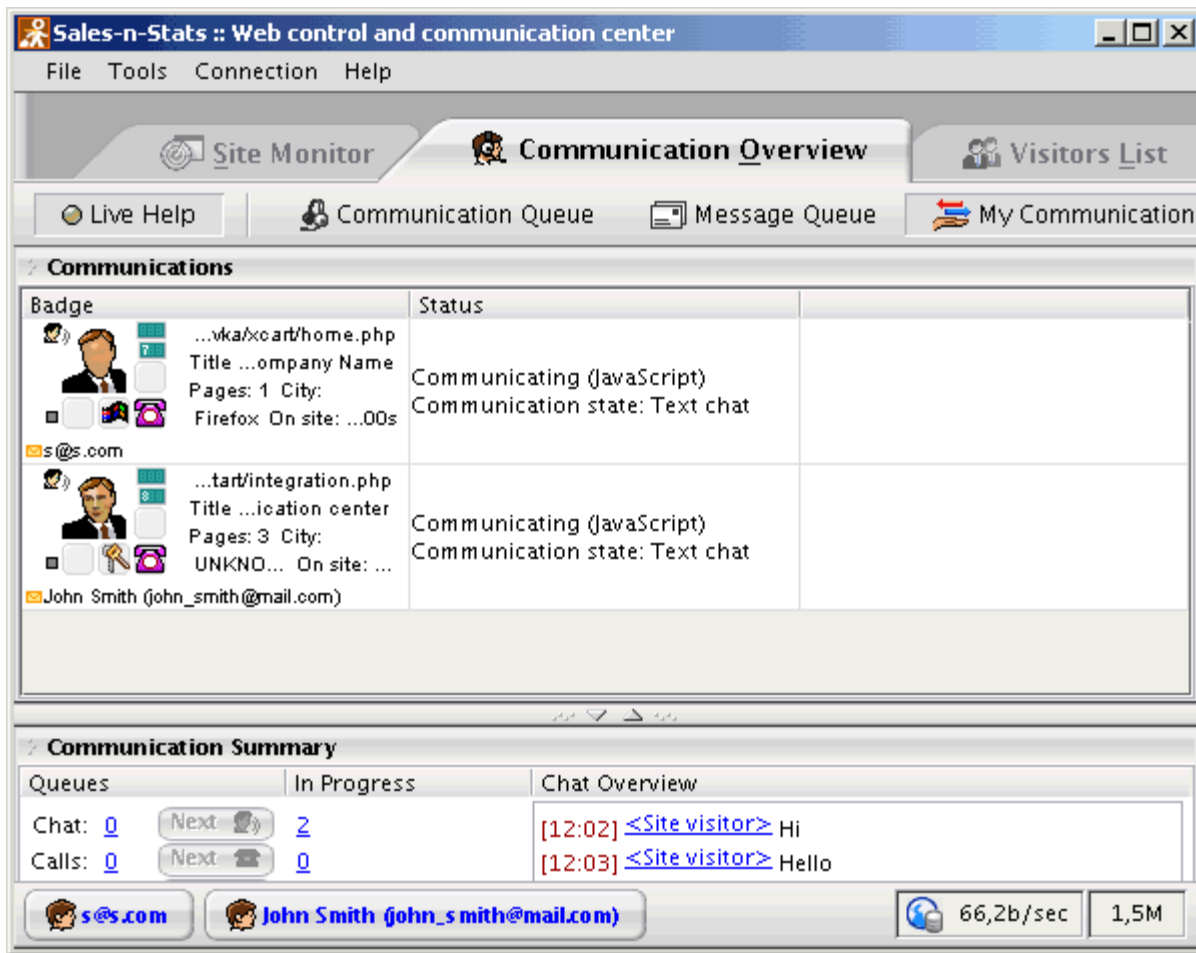 Sales-n-Stats :: Web control and communication center
File Tools Connection Help
Site Monitor Communication Overview Visitors List
Live Help Communication Queue Message Queue My Communication
Communications
Badge Status
...vka/xcart/home.php
Title ...ompany Name
Pages: 1 City:
Firefox On site: ...00s
s@s.com
Communicating (JavaScript)
Communication state: Text chat
...tart/integration.php
Title ...ication center
Pages: 3 City:
UNKNO... On site: ...
John Smith (john_smith@mail.com)
Communicating (JavaScript)
Communication state: Text chat
Communication Summary
Queues In Progress Chat Overview
Chat: 0 Next 2
Calls: 0 Next 0
[12:02] <Site visitor> Hi
[12:03] <Site visitor> Hello
s@s.com John Smith (john_smith@mail.com) 66,2b/sec 1,5M